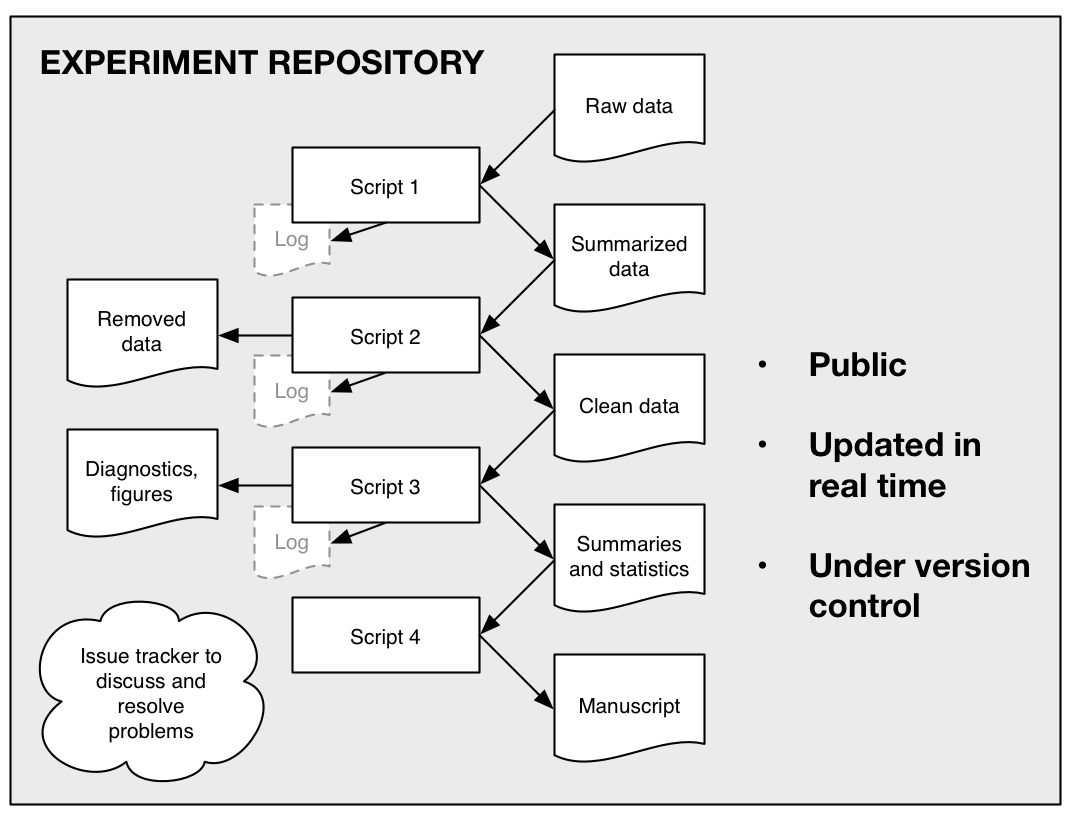 EXPERIMENT REPOSITORY
Raw data
Script 1
Log
Summarized
data
Removed
data
Script 2
Log
Clean data
Diagnostics,
figures
Script 3
Log
Summaries
and statistics
Script 4
Manuscript
Issue tracker to
discuss and
resolve
problems
• Public
• Updated in
real time
• Under version
control